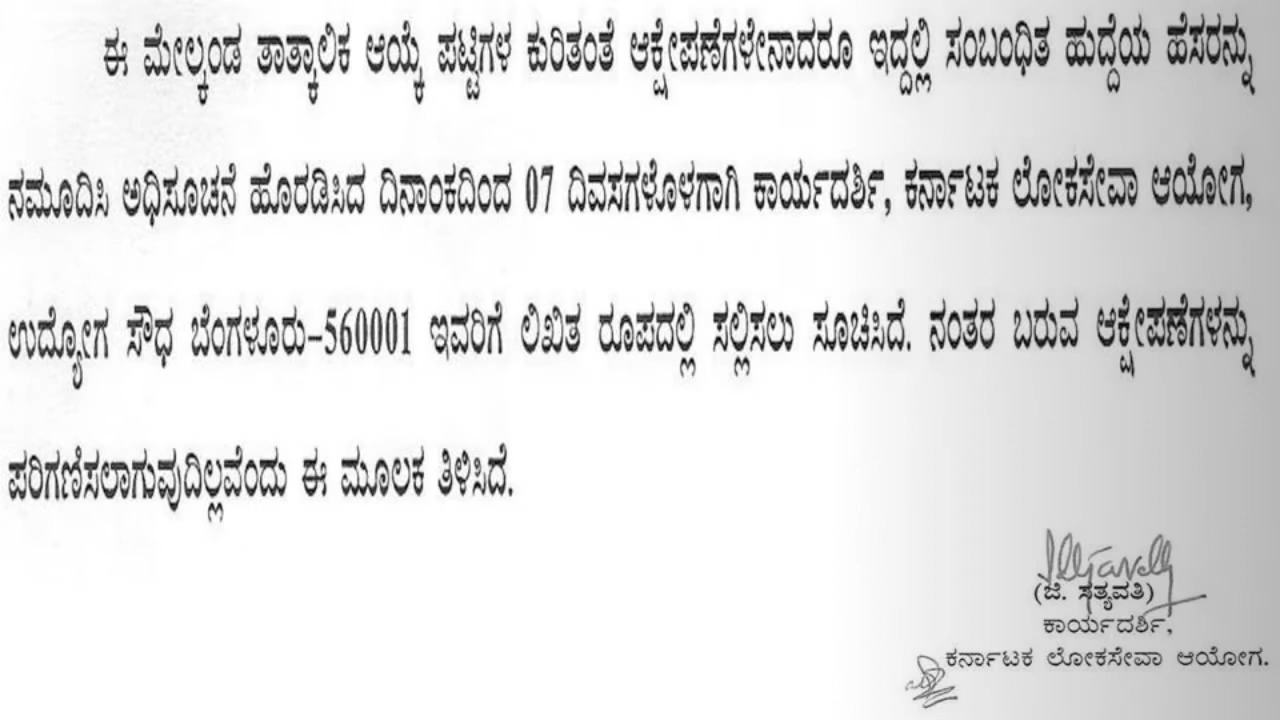 ಈ ಮೇಲ್ಕಂಡ ತಾತ್ಕಾಲಿಕ ಆಯ್ಕೆ ಪಟ್ಟಿಗಳ ಕುರಿತಂತೆ ಆಕ್ಷೇಪಣೆಗಳೇನಾದರೂ ಇದ್ದಲ್ಲಿ ಸಂಬಂಧಿತ ಹುದ್ದೆಯ ಹೆಸರನ್ನು
ನಮೂದಿಸಿ ಅಧಿಸೂಚನೆ ಹೊರಡಿಸಿದ ದಿನಾಂಕದಿಂದ 07 ದಿವಸಗಳೊಳಗಾಗಿ ಕಾರ್ಯದರ್ಶಿ, ಕರ್ನಾಟಕ ಲೋಕಸೇವಾ ಆಯೋಗ,
ಉದ್ಯೋಗ ಸೌಧ ಬೆಂಗಳೂರು-560001 ಇವರಿಗೆ ಲಿಖಿತ ರೂಪದಲ್ಲಿ ಸಲ್ಲಿಸಲು ಸೂಚಿಸಿದೆ. ನಂತರ ಬರುವ ಆಕ್ಷೇಪಣೆಗಳನ್ನು
ಪರಿಗಣಿಸಲಾಗುವುದಿಲ್ಲವೆಂದು ಈ ಮೂಲಕ ತಿಳಿಸಿದೆ.
(ಜಿ. ಸತ್ಯವತಿ)
ಕಾರ್ಯದರ್ಶಿ,
ಕರ್ನಾಟಕ ಲೋಕಸೇವಾ ಆಯೋಗ.